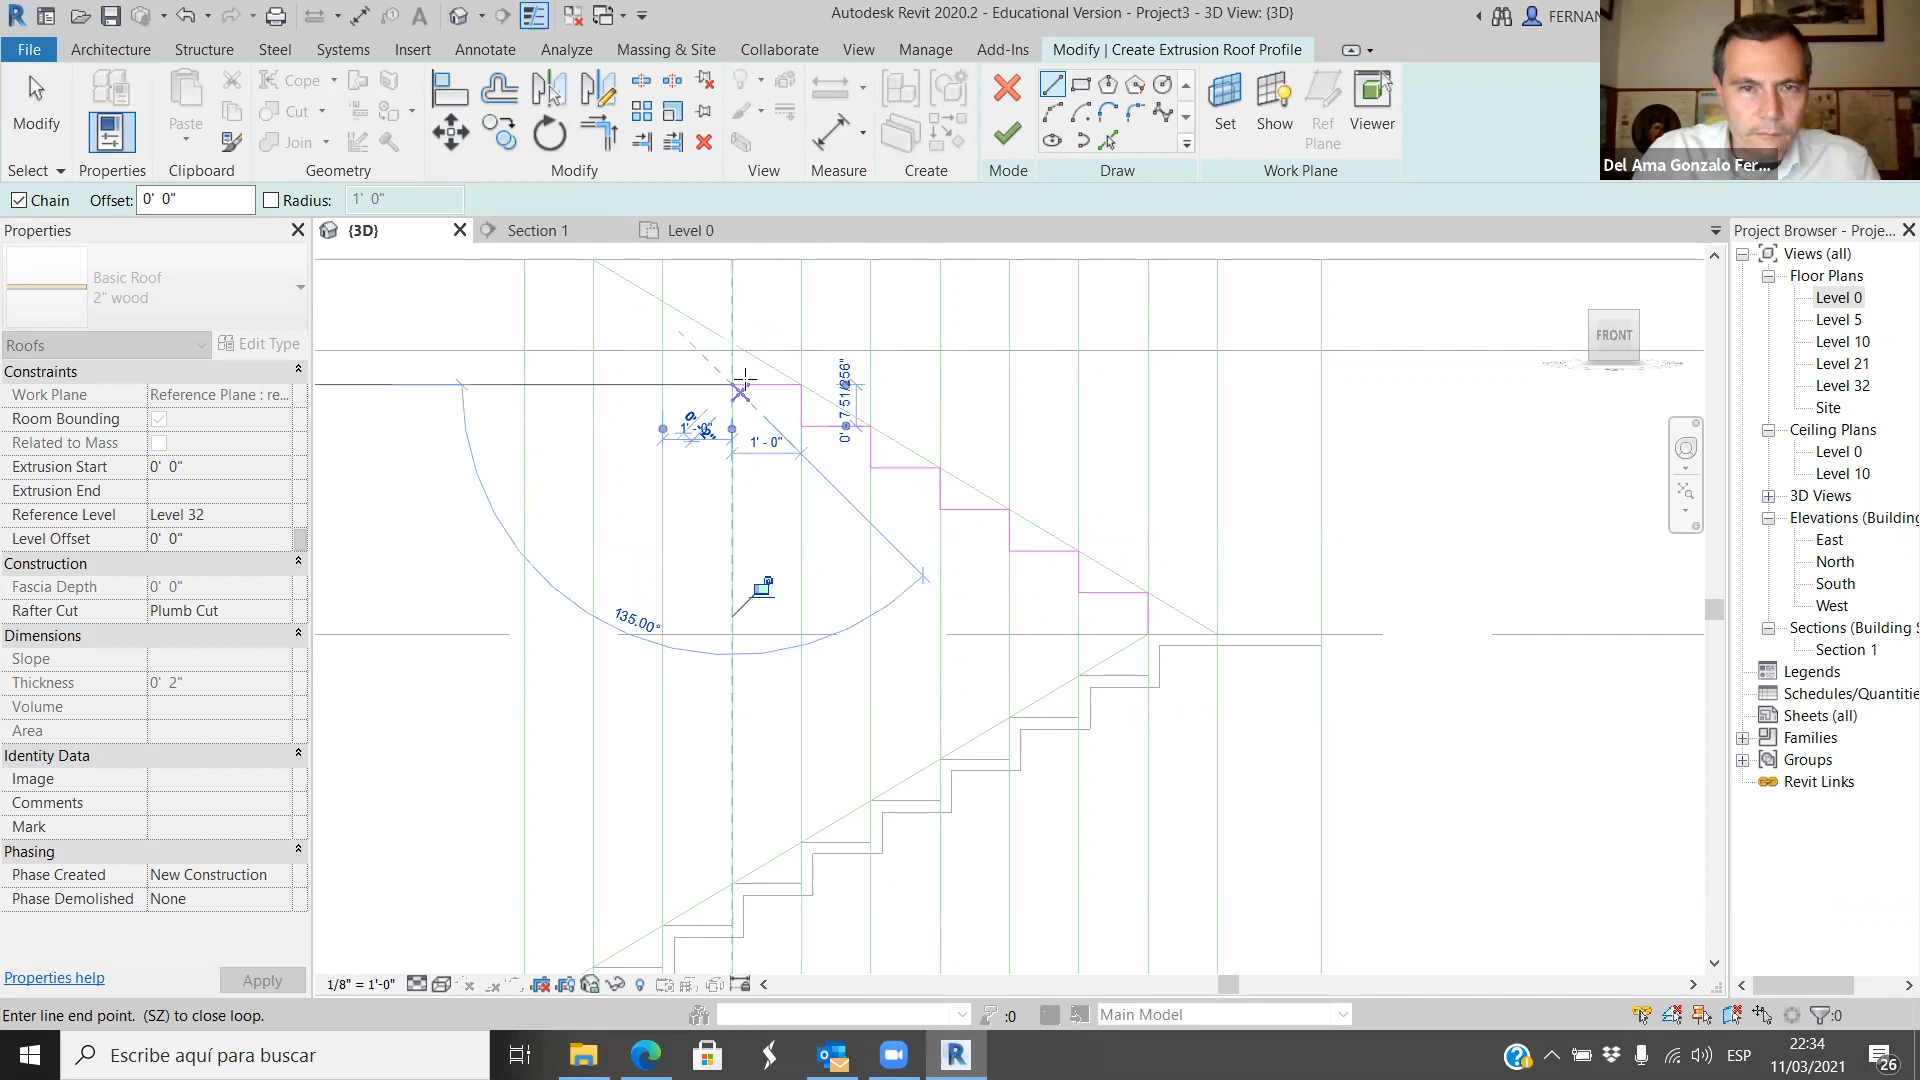 Autodesk Revit 2020.2 - Educational Version - Project3 - 3D View: {3D}
FERNAN
File
Architecture
Structure
Steel
Systems
Insert
Annotate
Analyze
Massing & Site
Collaborate
View
Manage
Add-Ins
Modify | Create Extrusion Roof Profile
Modify
Paste
Cope
Cut
Join
Set
Show
Ref
Plane
Viewer
Select
Properties
Clipboard
Geometry
Modify
View
Measure
Create
Mode
Draw
Work Plane
Del Ama Gonzalo Fer...
Chain
Offset:
0' 0"
Radius:
1' 0"
Properties
{3D}
Section 1
Level 0
Project Browser - Proje...
Basic Roof
2" wood
Roofs
Edit Type
Constraints
Work Plane
Reference Plane : re...
Room Bounding
Related to Mass
Extrusion Start
0' 0"
Extrusion End
Reference Level
Level 32
Level Offset
0' 0"
Construction
Fascia Depth
0' 0"
Rafter Cut
Plumb Cut
Dimensions
Slope
Thickness
0' 2"
Volume
Area
Identity Data
Image
Comments
Mark
Phasing
Phase Created
New Construction
Phase Demolished
None
Properties help
Apply
FRONT
0' 7 51/256"
1' - 0"
1' - 0"
135.00°
Views (all)
Floor Plans
Level 0
Level 5
Level 10
Level 21
Level 32
Site
Ceiling Plans
Level 0
Level 10
3D Views
Elevations (Building
East
North
South
West
Sections (Building S
Section 1
Legends
Schedules/Quantitie
Sheets (all)
Families
Groups
Revit Links
1/8" = 1'-0"
Enter line end point. (SZ) to close loop.
:0
Main Model
:0
Escribe aquí para buscar
ESP
22:34
11/03/2021
26